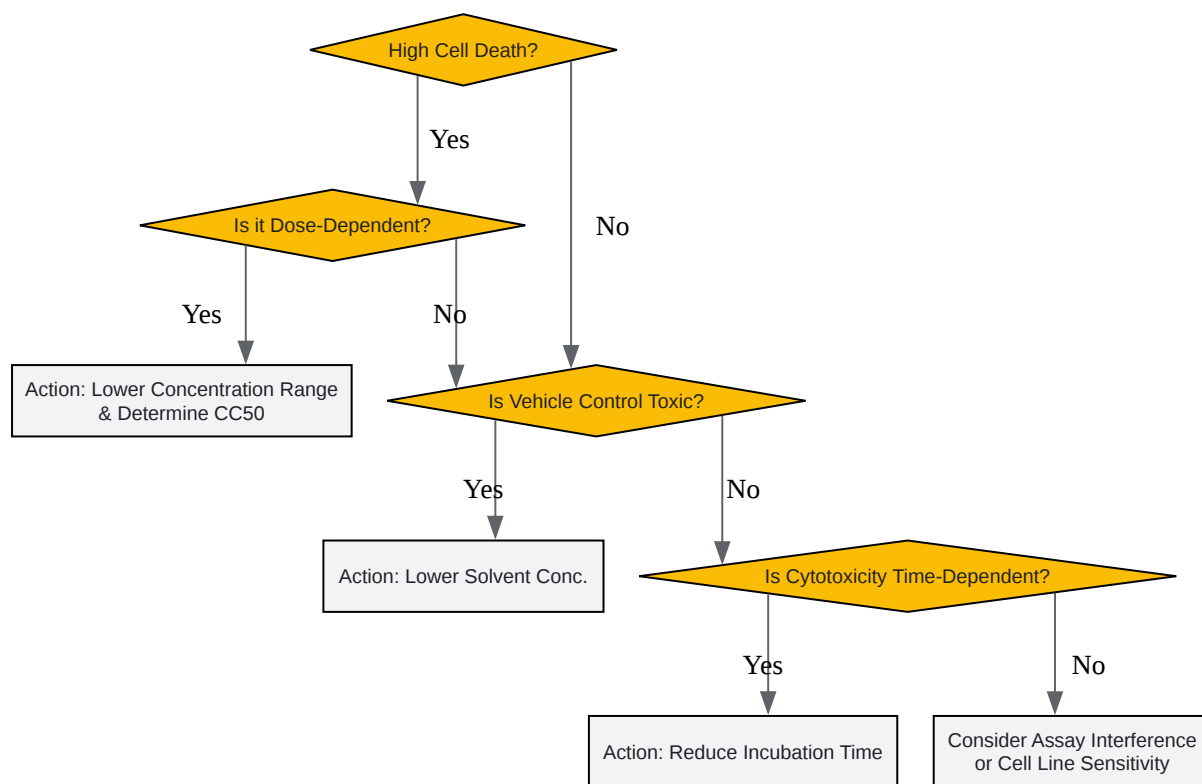 High Cell Death?
Yes
Is it Dose-Dependent?
No
Yes
No
Action: Lower Concentration Range
& Determine CC50
Is Vehicle Control Toxic?
Yes
No
Action: Lower Solvent Conc.
Is Cytotoxicity Time-Dependent?
Yes
No
Action: Reduce Incubation Time
Consider Assay Interference
or Cell Line Sensitivity